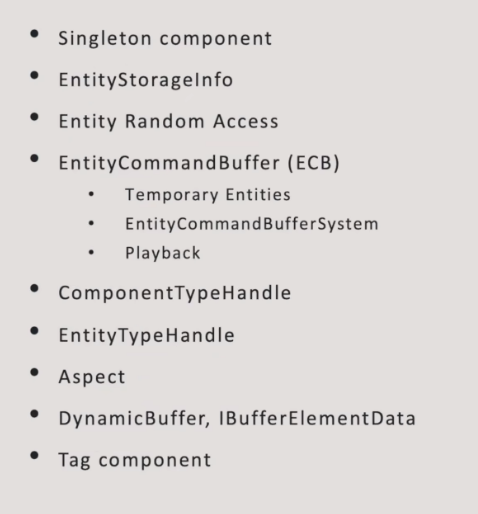 • Singleton component
• EntityStorageInfo
• Entity Random Access
• EntityCommandBuffer (ECB)
• Temporary Entities
• EntityCommandBufferSystem
• Playback
• ComponentTypeHandle
• EntityTypeHandle
• Aspect
• DynamicBuffer, IBufferElementData
• Tag component